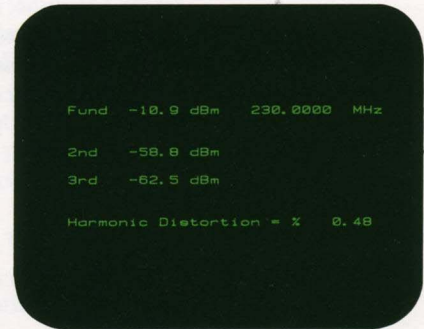 Fund -10.9 dBm 230.0000 MHz
2nd -58.8 dBm
3rd -62.5 dBm
Harmonic Distortion = % 0.48